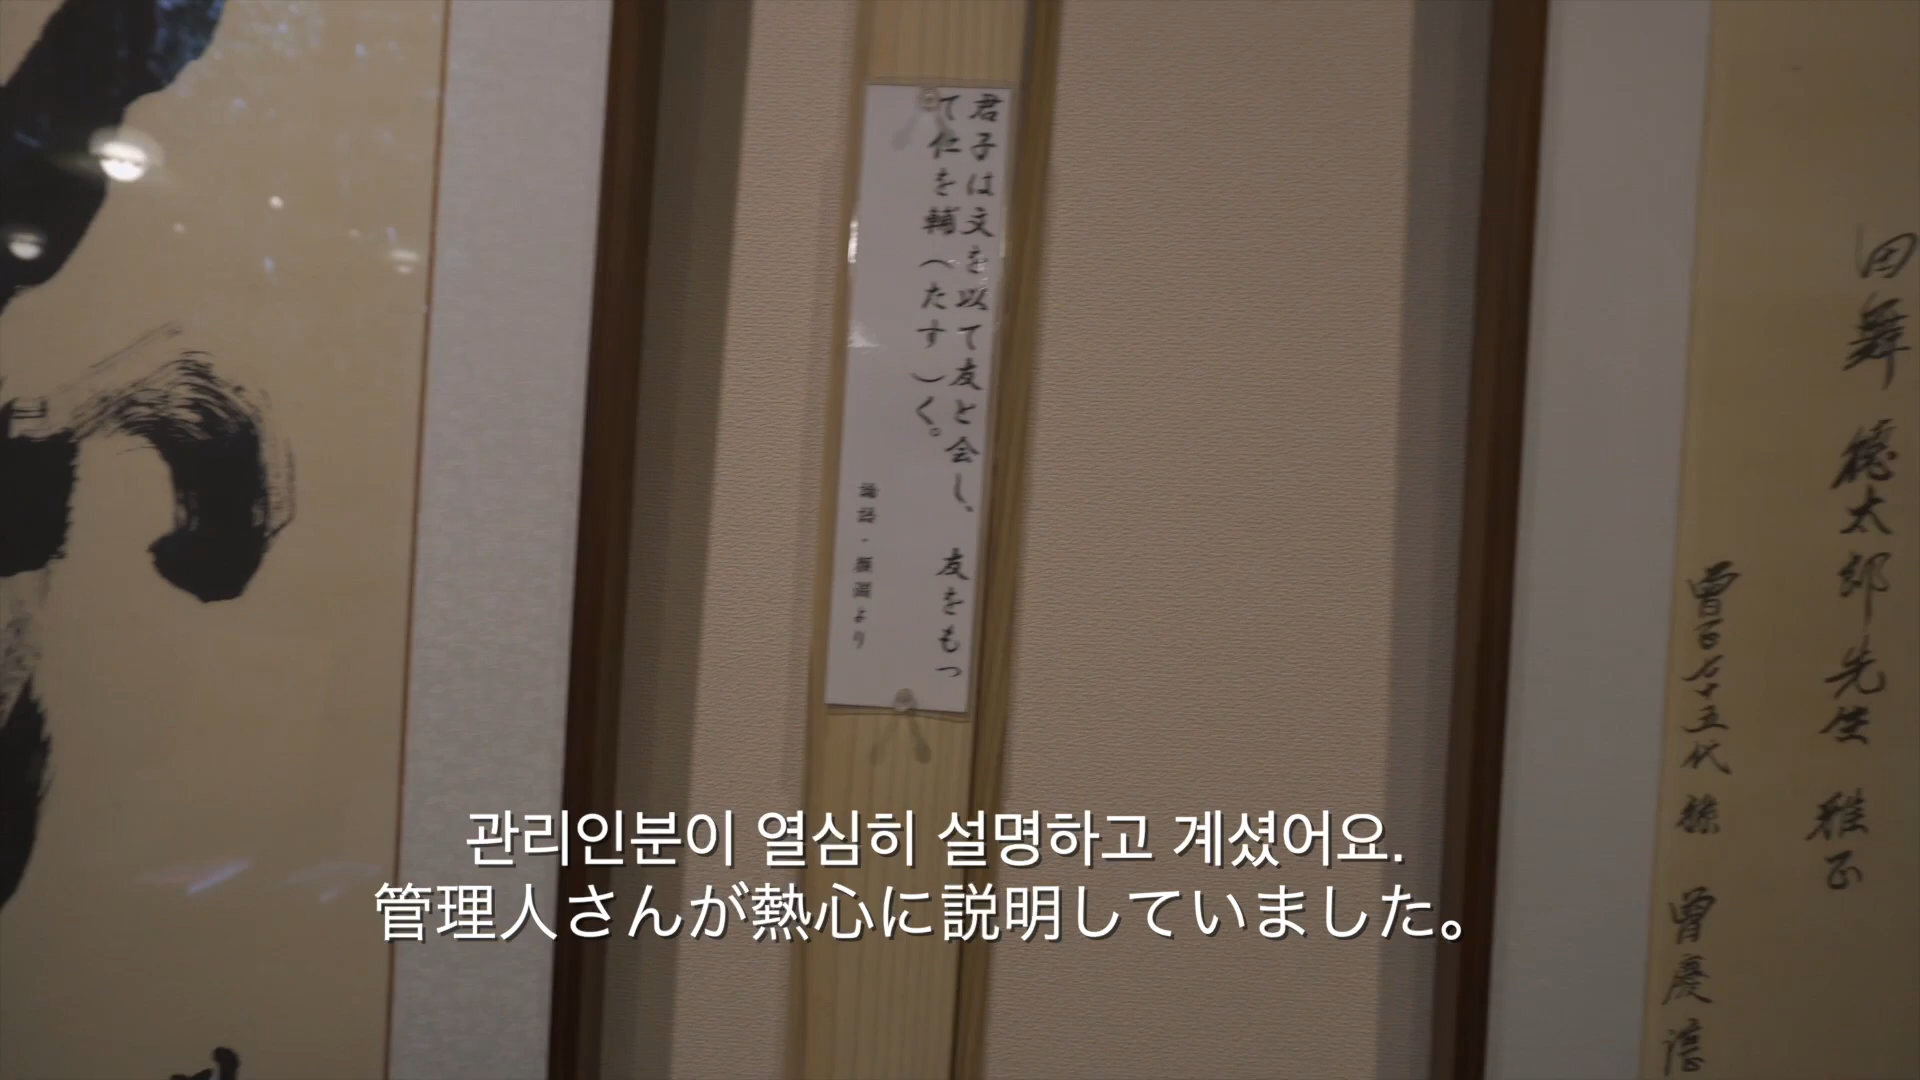 君子は文を以て友と会し、友をもっ
て仁を輔(たす)く。
論語・顔淵より
田舞 徳太郎先生 雅正
曾百七十五代孫 曾慶淳
관리인분이 열심히 설명하고 계셨어요.
管理人さんが熱心に説明していました。